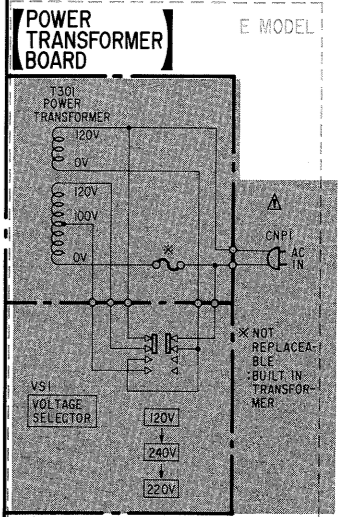 POWER
TRANSFORMER
BOARD
E MODEL
T301
POWER
TRANSFORMER
120V
0V
120V
100V
0V
※
CNP1
AC
IN
※ NOT
REPLACEA-
BLE
:BUILT IN
TRANSFOR-
MER
VS1
VOLTAGE
SELECTOR
120V
240V
220V